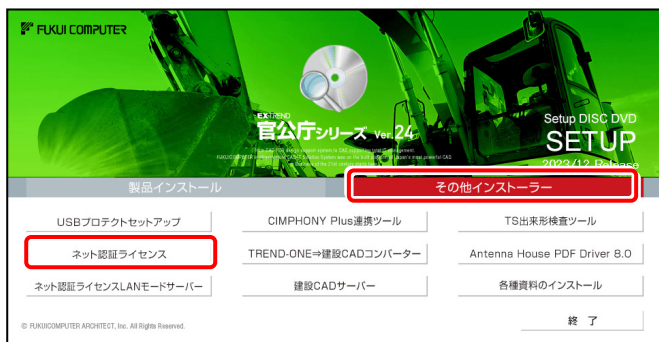 FUKUI COMPUTER
EXTREND
官公庁シリーズ Ver.24
Setup DISC DVD
SETUP
2023/12 Release
製品インストール
その他インストーラー
USBプロテクトセットアップ
CIMPHONY Plus連携ツール
TS出来形検査ツール
ネット認証ライセンス
TREND-ONE⇒建設CADコンバーター
Antenna House PDF Driver 8.0
ネット認証ライセンスLANモードサーバー
建設CADサーバー
各種資料のインストール
© FUKUICOMPUTER ARCHITECT, Inc. All Rights Reserved.
終 了